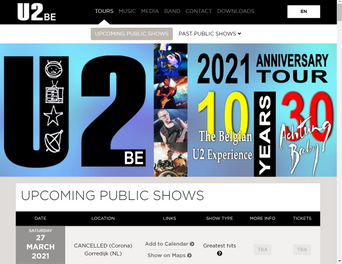 U2BE
TOURS MUSIC MEDIA BAND CONTACT DOWNLOADS
EN
UPCOMING PUBLIC SHOWS PAST PUBLIC SHOWS
U2 BE
2021 ANNIVERSARY TOUR
10 YEARS 30
The Belgian
U2 Experience
Achtung
Baby
UPCOMING PUBLIC SHOWS
DATE LOCATION LINKS SHOW TYPE MORE INFO TICKETS
SATURDAY
27
MARCH
2021
CANCELLED (Corona)
Gorredijk (NL)
Add to Calendar
Show on Maps
Greatest hits
TBA
TBA